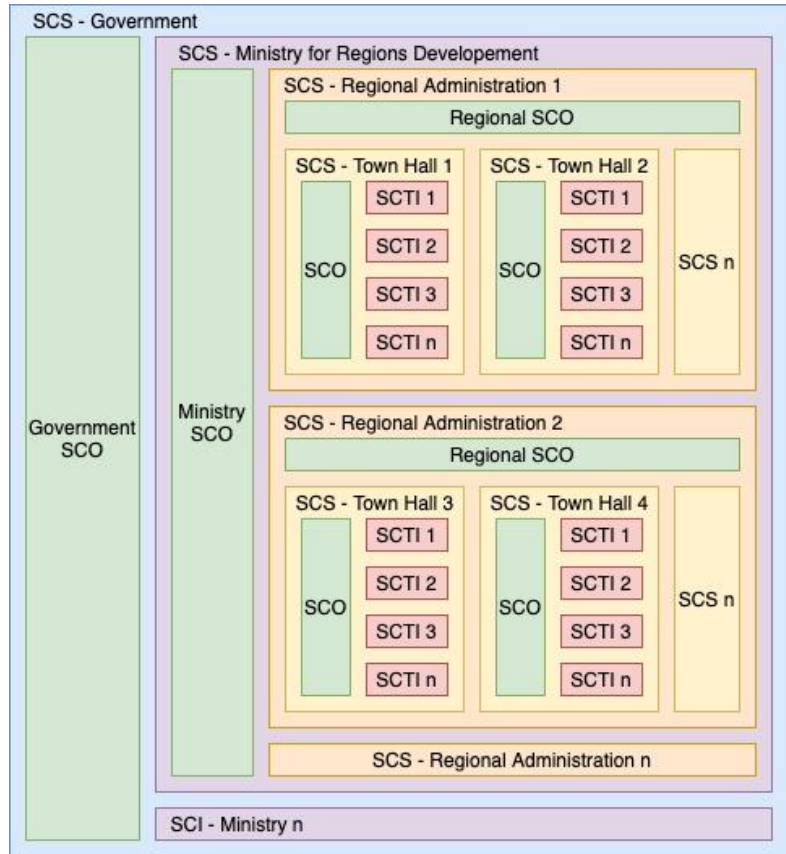 SCS - Government
SCS - Ministry for Regions Developement
SCS - Regional Administration 1
Regional SCO
SCS - Town Hall 1
SCO
SCTI 1
SCTI 2
SCTI 3
SCTI n
SCS - Town Hall 2
SCO
SCTI 1
SCTI 2
SCTI 3
SCTI n
SCS n
Government
SCO
Ministry
SCO
SCS - Regional Administration 2
Regional SCO
SCS - Town Hall 3
SCO
SCTI 1
SCTI 2
SCTI 3
SCTI n
SCS - Town Hall 4
SCO
SCTI 1
SCTI 2
SCTI 3
SCTI n
SCS n
SCS - Regional Administration n
SCI - Ministry n